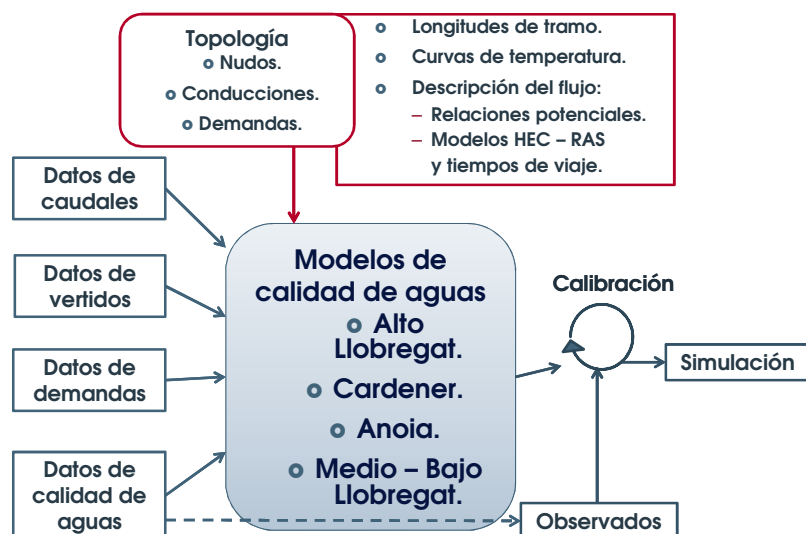 Topología
Nudos.
Conducciones.
Demandas.
Longitudes de tramo.
Curvas de temperatura.
Descripción del flujo:
– Relaciones potenciales.
– Modelos HEC – RAS
y tiempos de viaje.
Datos de
caudales
Datos de
vertidos
Datos de
demandas
Datos de
calidad de
aguas
Modelos de
calidad de aguas
Alto
Llobregat.
Cardener.
Anoia.
Medio – Bajo
Llobregat.
Calibración
Simulación
Observados